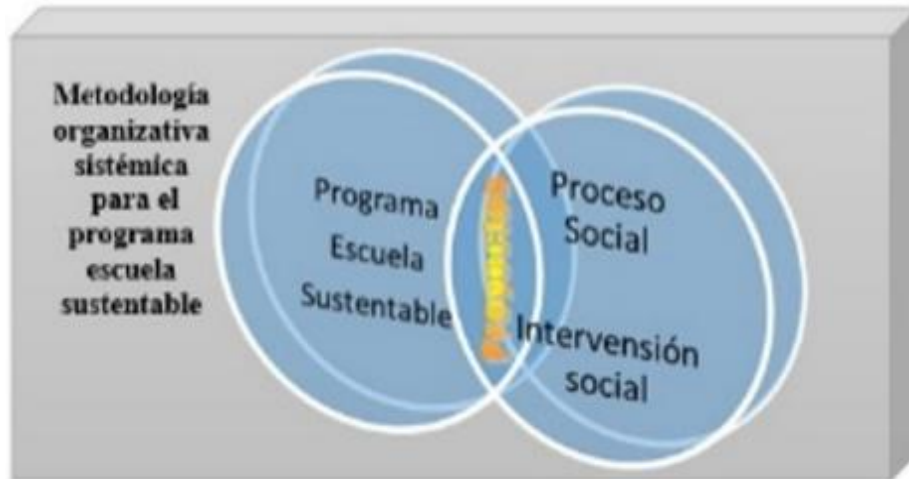 Metodología
organizativa
sistémica
para el
programa
escuela
sustentable
Programa
Escuela
Sustentable
Proceso
Social
Intervensión
social